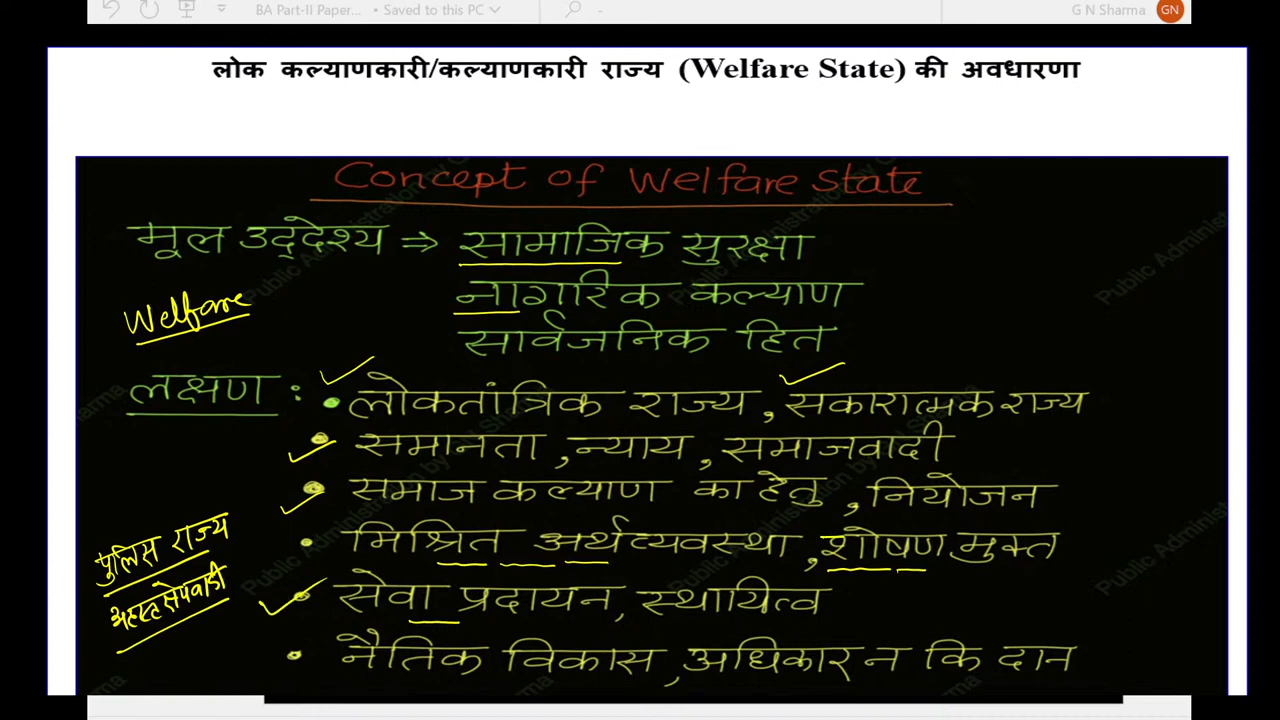 BA Part-II Paper... • Saved to this PC
G N Sharma GN
लोक कल्याणकारी/कल्याणकारी राज्य (Welfare State) की अवधारणा
Concept of Welfare State
मूल उद्देश्य ⇒ सामाजिक सुरक्षा
नागरिक कल्याण
Welfare
सार्वजनिक हित
लक्षण :
• लोकतांत्रिक राज्य, सकारात्मक राज्य
• समानता, न्याय, समाजवादी
• समाज कल्याण का हेतु, नियोजन
• मिश्रित अर्थव्यवस्था, शोषण मुक्त
पुलिस राज्य
अहस्तक्षेपवादी
• सेवा प्रदायन, स्थायित्व
• नैतिक विकास, अधिकार न कि दान